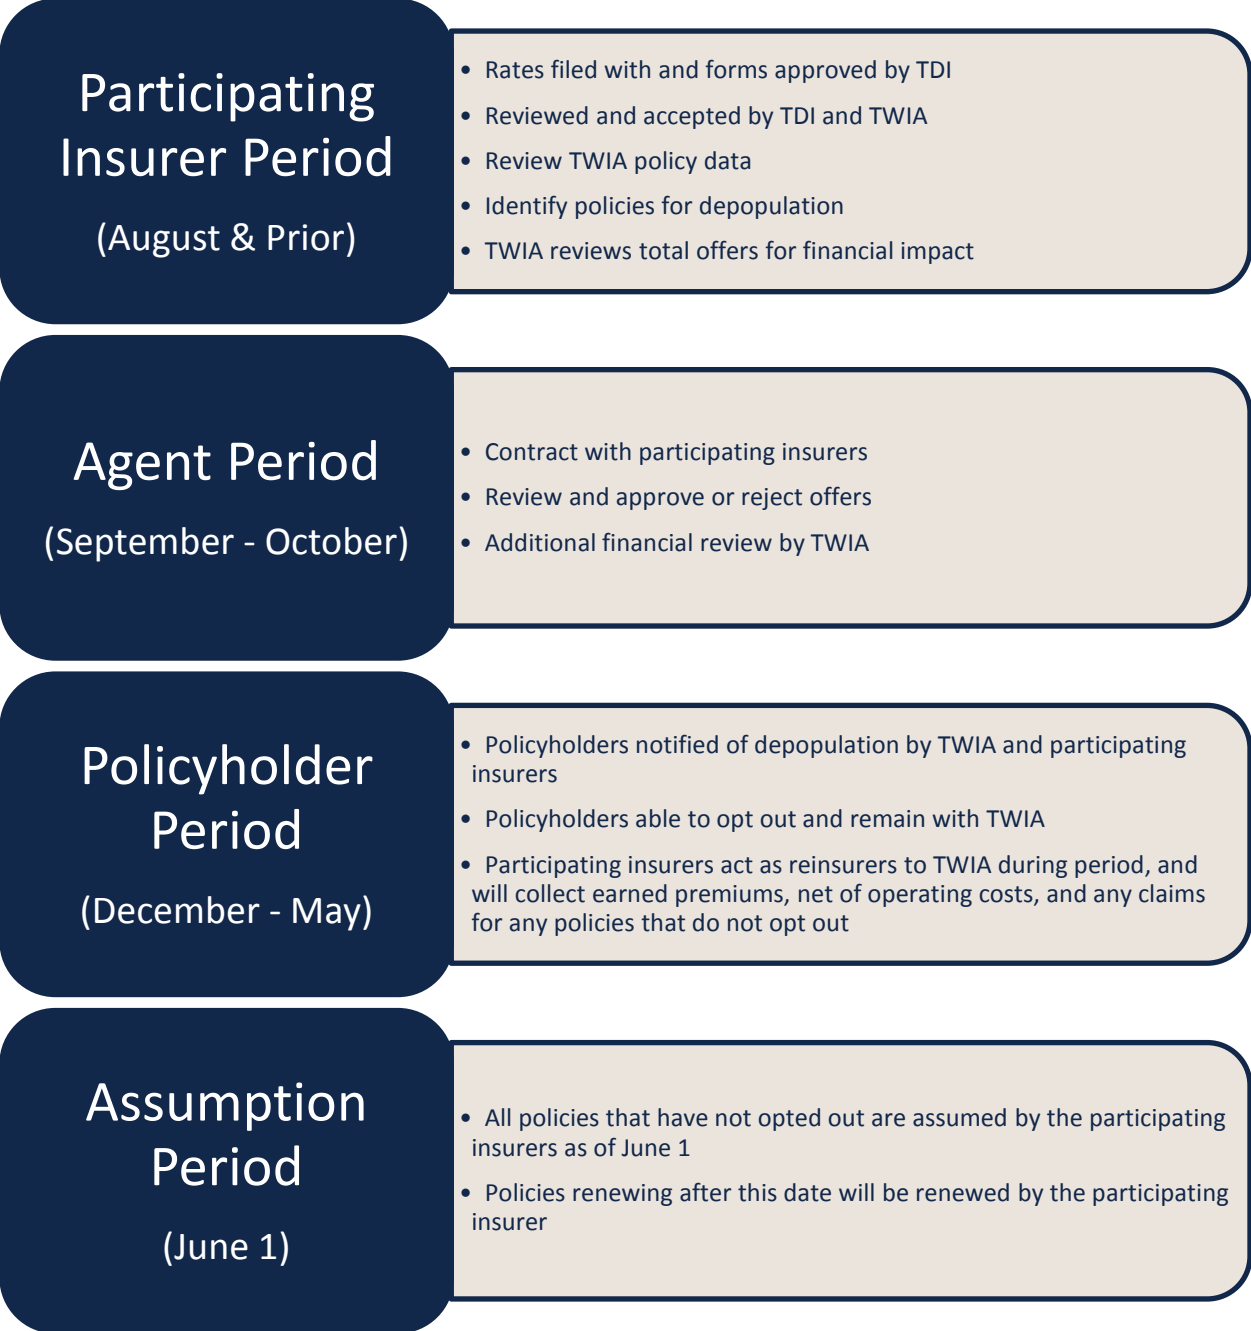 Participating
Insurer Period
(August & Prior)
• Rates filed with and forms approved by TDI
• Reviewed and accepted by TDI and TWIA
• Review TWIA policy data
• Identify policies for depopulation
• TWIA reviews total offers for financial impact
Agent Period
(September - October)
• Contract with participating insurers
• Review and approve or reject offers
• Additional financial review by TWIA
Policyholder
Period
(December - May)
• Policyholders notified of depopulation by TWIA and participating
insurers
• Policyholders able to opt out and remain with TWIA
• Participating insurers act as reinsurers to TWIA during period, and
will collect earned premiums, net of operating costs, and any claims
for any policies that do not opt out
Assumption
Period
(June 1)
• All policies that have not opted out are assumed by the participating
insurers as of June 1
• Policies renewing after this date will be renewed by the participating
insurer